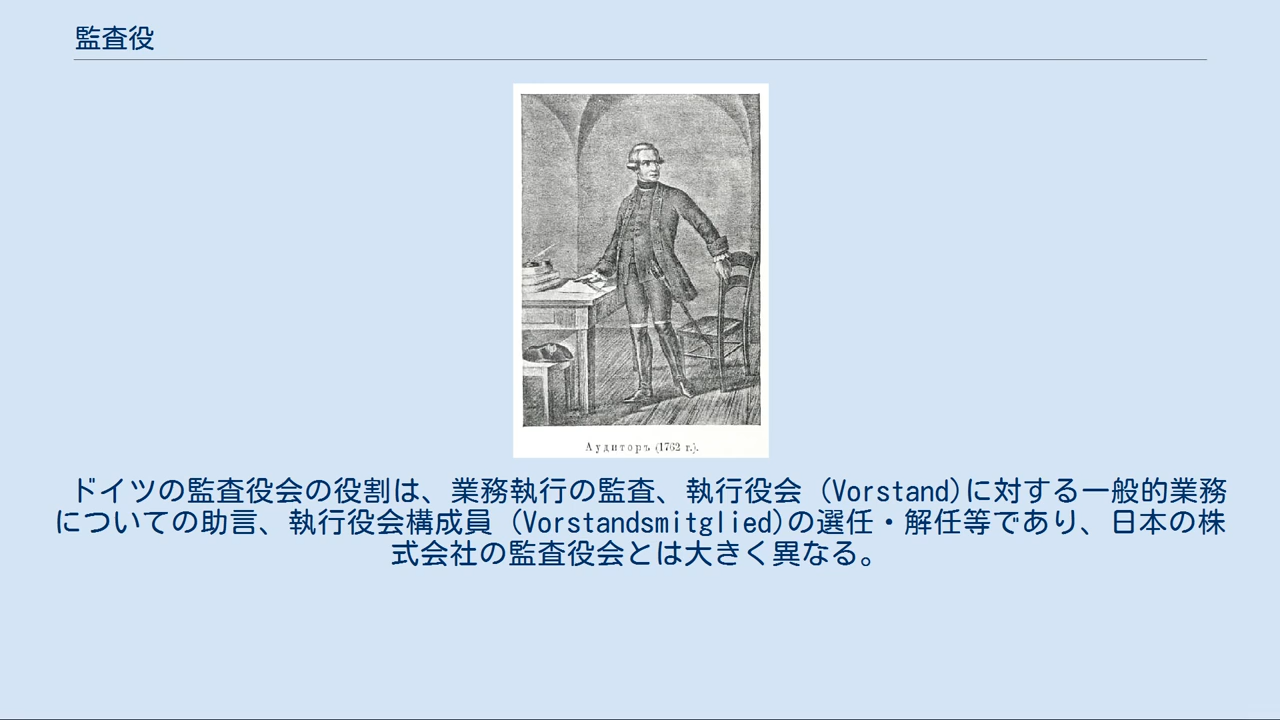 監査役
Аудиторъ (1762 г.).
ドイツの監査役会の役割は、業務執行の監査、執行役会 (Vorstand)に対する一般的業務
についての助言、執行役会構成員 (Vorstandsmitglied)の選任・解任等であり、日本の株
式会社の監査役会とは大きく異なる。